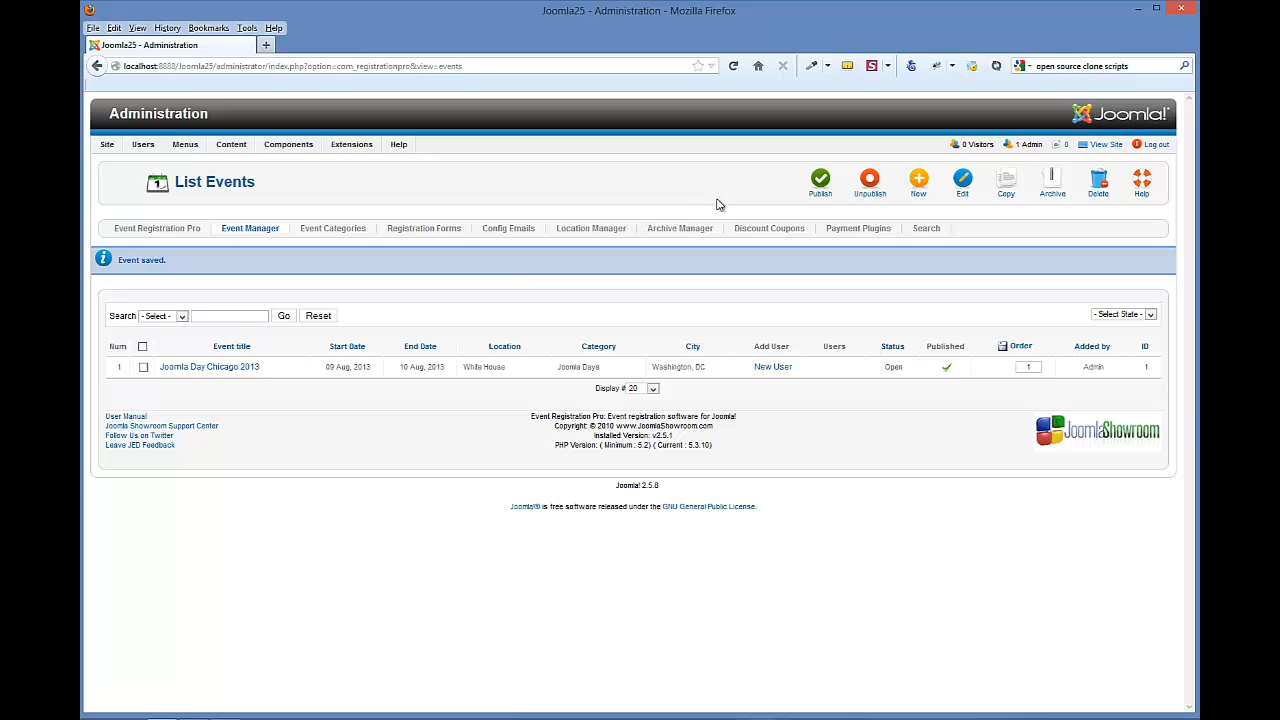 Joomla25 - Administration - Mozilla Firefox
File Edit View History Bookmarks Tools Help
Joomla25 - Administration
localhost:8888/Joomla25/administrator/index.php?option=com_registrationpro&view=events
open source clone scripts
Administration
Joomla!
Site Users Menus Content Components Extensions Help
0 Visitors 1 Admin 0 View Site Log out
List Events
Publish Unpublish New Edit Copy Archive Delete Help
Event Registration Pro Event Manager Event Categories Registration Forms Config Emails Location Manager Archive Manager Discount Coupons Payment Plugins Search
Event saved.
Search - Select - Go Reset - Select State -
Num Event title Start Date End Date Location Category City Add User Users Status Published Order Added by ID
1 Joomla Day Chicago 2013 09 Aug, 2013 10 Aug, 2013 White House Joomla Days Washington, DC New User Open 1 Admin 1
Display # 20
User Manual
Joomla Showroom Support Center
Follow Us on Twitter
Leave JED Feedback
Event Registration Pro: Event registration software for Joomla!
Copyright: © 2010 www.JoomlaShowroom.com
Installed Version: v2.5.1
PHP Version: ( Minimum : 5.2) ( Current : 5.3.10)
JoomlaShowroom
Joomla! 2.5.8
Joomla!® is free software released under the GNU General Public License.